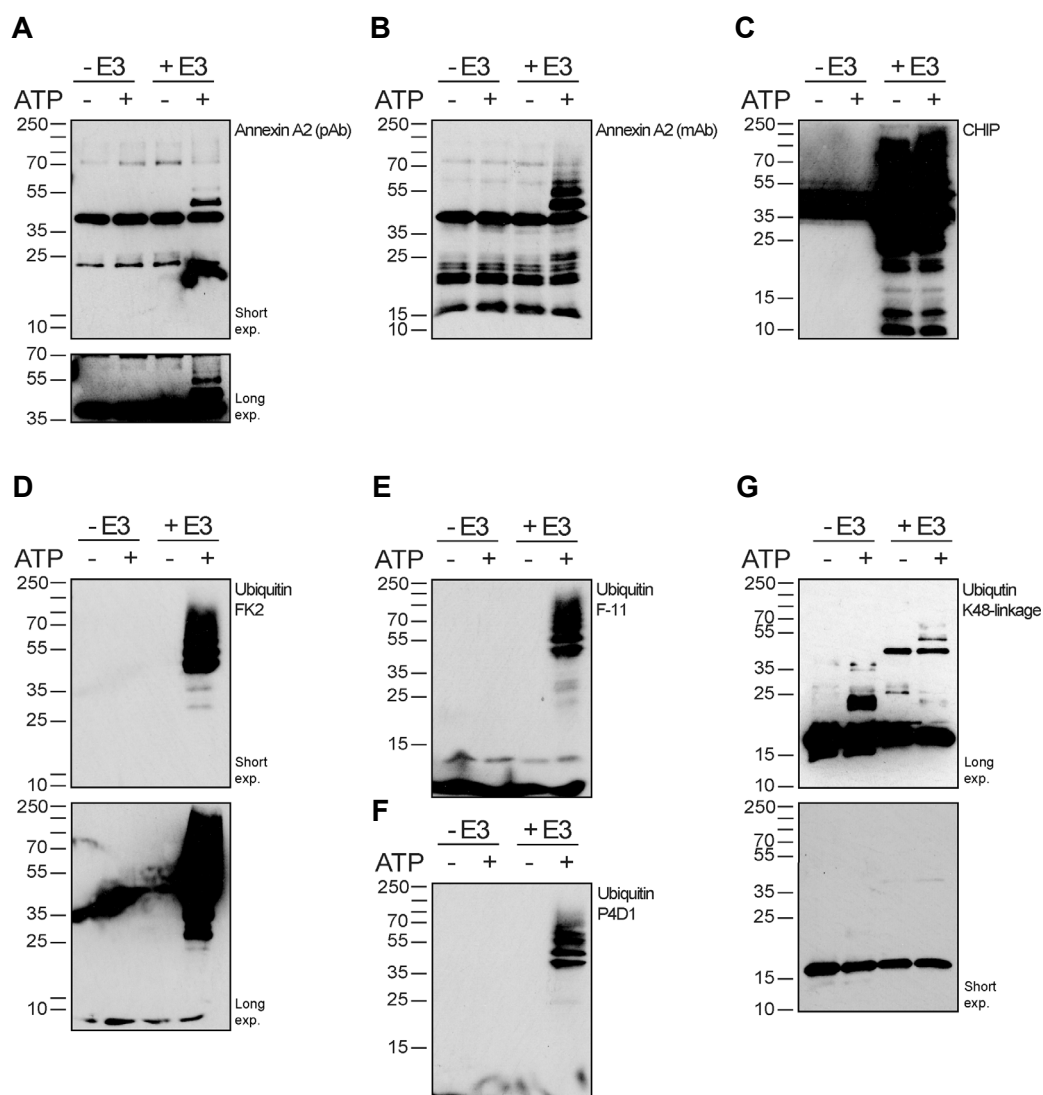 A
- E3 + E3
ATP - + - +
250
70
55
35
25
10
Annexin A2 (pAb)
Short
exp.
70
55
35
Long
exp.
B
- E3 + E3
ATP - + - +
250
70
55
35
25
15
10
Annexin A2 (mAb)
C
- E3 + E3
ATP - + - +
250
70
55
35
25
15
10
CHIP
D
- E3 + E3
ATP - + - +
250
70
55
35
25
10
Ubiquitin
FK2
Short
exp.
250
70
55
35
25
10
Long
exp.
E
- E3 + E3
ATP - + - +
250
70
55
35
25
15
Ubiquitin
F-11
F
- E3 + E3
ATP - + - +
250
70
55
35
25
15
Ubiquitin
P4D1
G
- E3 + E3
ATP - + - +
250
70
55
35
25
15
10
Ubiqutin
K48-linkage
Long
exp.
250
70
55
35
25
15
10
Short
exp.